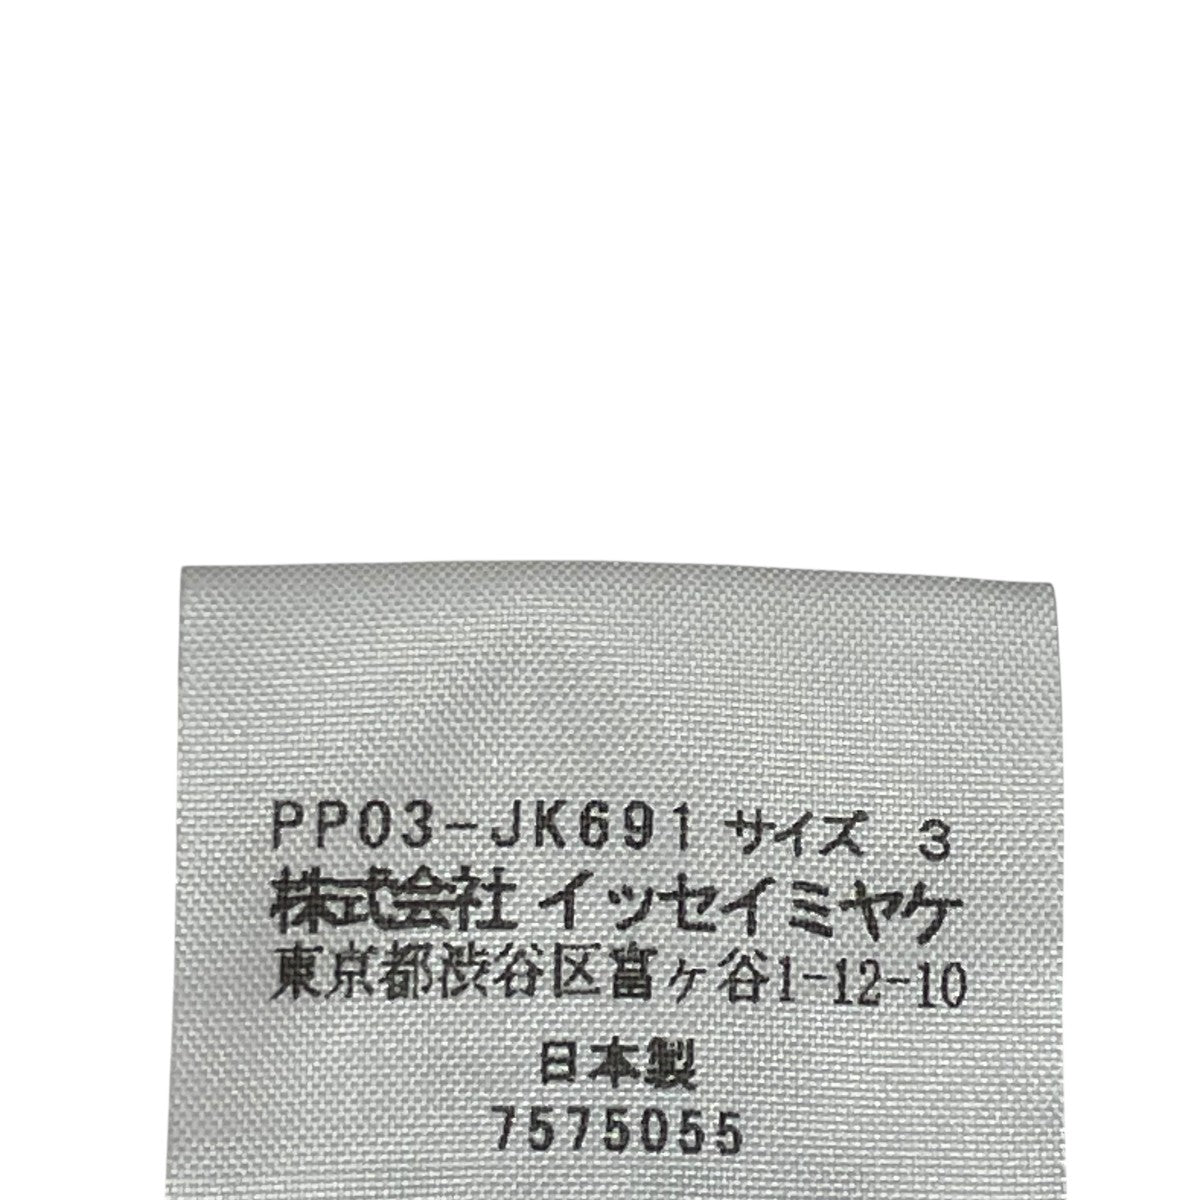 PP03-JK691 サイズ 3
株式会社 イッセイミヤケ
東京都渋谷区富ヶ谷1-12-10
日本製
7575055